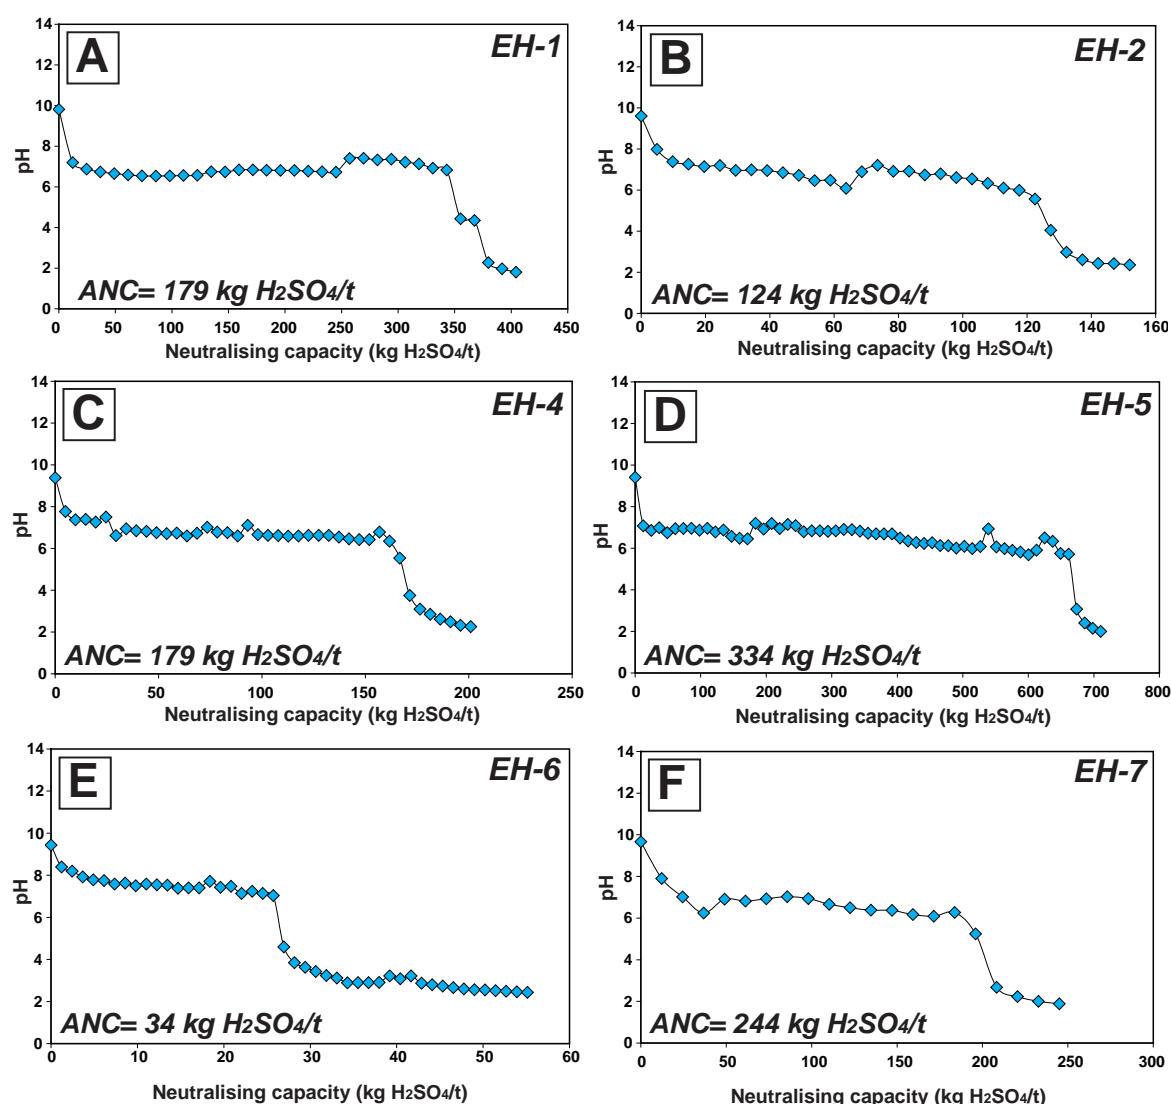 A
EH-1
pH
14
12
10
8
6
4
2
0
ANC= 179 kg H2SO4/t
0 50 100 150 200 250 300 350 400 450
Neutralising capacity (kg H2SO4/t)
B
EH-2
pH
14
12
10
8
6
4
2
0
ANC= 124 kg H2SO4/t
0 20 40 60 80 100 120 140 160
Neutralising capacity (kg H2SO4/t)
C
EH-4
pH
14
12
10
8
6
4
2
0
ANC= 179 kg H2SO4/t
0 50 100 150 200 250
Neutralising capacity (kg H2SO4/t)
D
EH-5
pH
14
12
10
8
6
4
2
0
ANC= 334 kg H2SO4/t
0 100 200 300 400 500 600 700 800
Neutralising capacity (kg H2SO4/t)
E
EH-6
pH
14
12
10
8
6
4
2
0
ANC= 34 kg H2SO4/t
0 10 20 30 40 50 60
Neutralising capacity (kg H2SO4/t)
F
EH-7
pH
14
12
10
8
6
4
2
0
ANC= 244 kg H2SO4/t
0 50 100 150 200 250 300
Neutralising capacity (kg H2SO4/t)